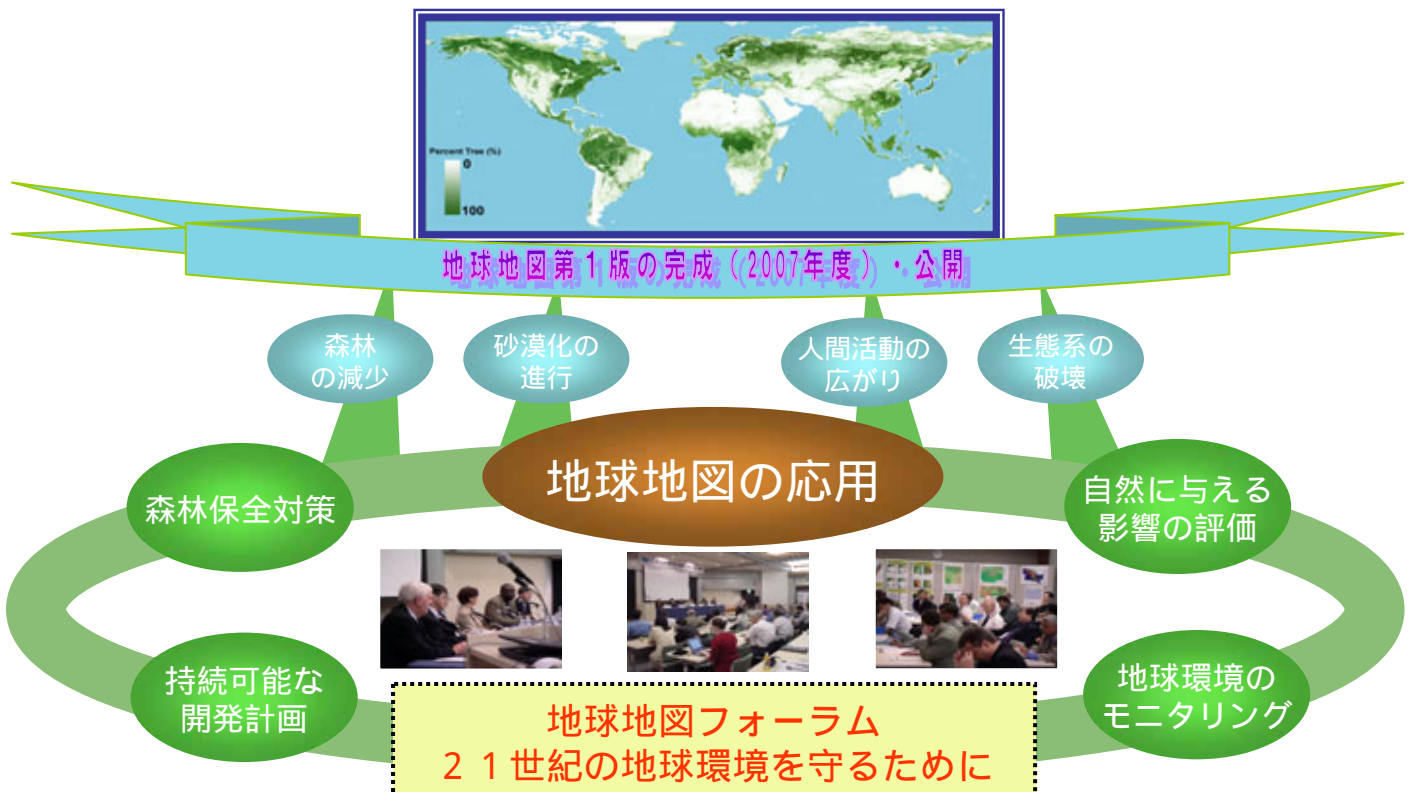 Percent Tree (%)
0
100
地球地図第１版の完成（2007年度）・公開
森林
の減少
砂漠化の
進行
人間活動の
広がり
生態系の
破壊
地球地図の応用
森林保全対策
自然に与える
影響の評価
持続可能な
開発計画
地球環境の
モニタリング
地球地図フォーラム
２１世紀の地球環境を守るために